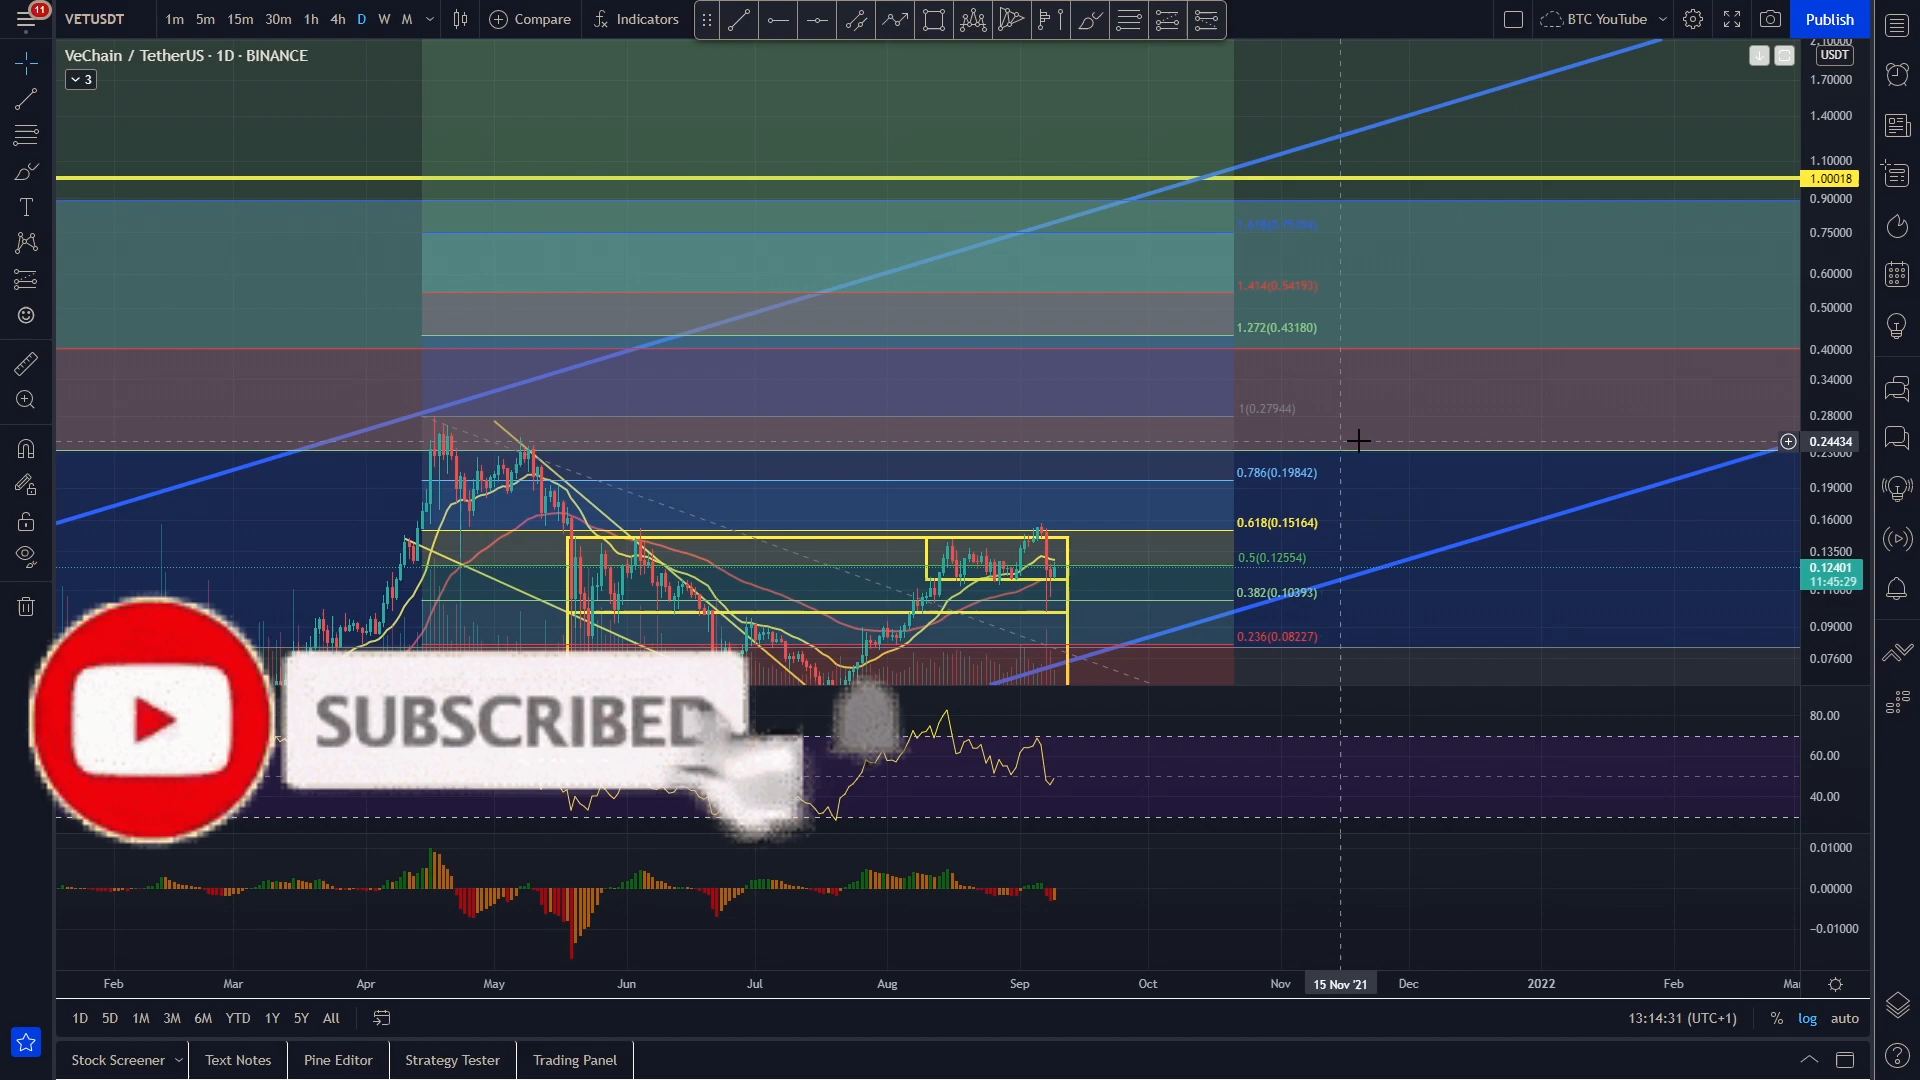 11
VETUSDT
1m 5m 15m 30m 1h 4h D W M
Compare
Indicators
BTC YouTube
Publish
VeChain / TetherUS · 1D · BINANCE
3
USDT
1.70000
1.40000
1.10000
1.00018
0.90000
0.75000
0.60000
1.414(0.54193)
0.50000
1.272(0.43180)
0.40000
0.34000
1(0.27944)
0.28000
0.24434
0.786(0.19842)
0.19000
0.618(0.15164)
0.16000
0.5(0.12554)
0.13500
0.12401
11:45:29
0.382(0.10393)
0.09000
0.236(0.08227)
0.07600
SUBSCRIBED
80.00
60.00
40.00
0.01000
0.00000
−0.01000
Feb Mar Apr May Jun Jul Aug Sep Oct Nov 15 Nov '21 Dec 2022 Feb
1D 5D 1M 3M 6M YTD 1Y 5Y All
13:14:31 (UTC+1) % log auto
Stock Screener Text Notes Pine Editor Strategy Tester Trading Panel